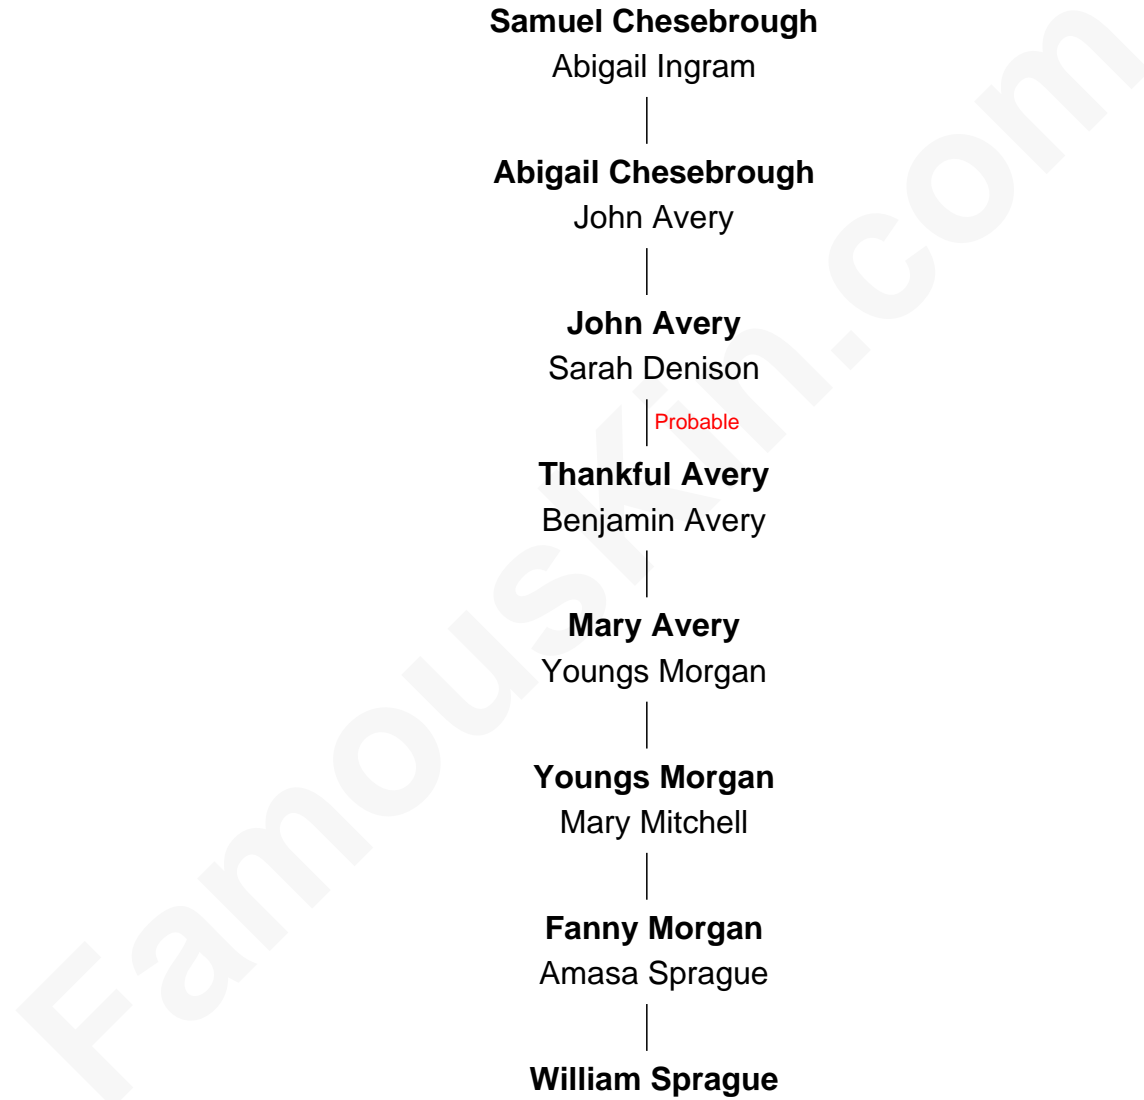 Samuel Chesebrough
Abigail Ingram
Abigail Chesebrough
John Avery
John Avery
Sarah Denison
Probable
Thankful Avery
Benjamin Avery
Mary Avery
Youngs Morgan
Youngs Morgan
Mary Mitchell
Fanny Morgan
Amasa Sprague
William Sprague
FamousKin.com